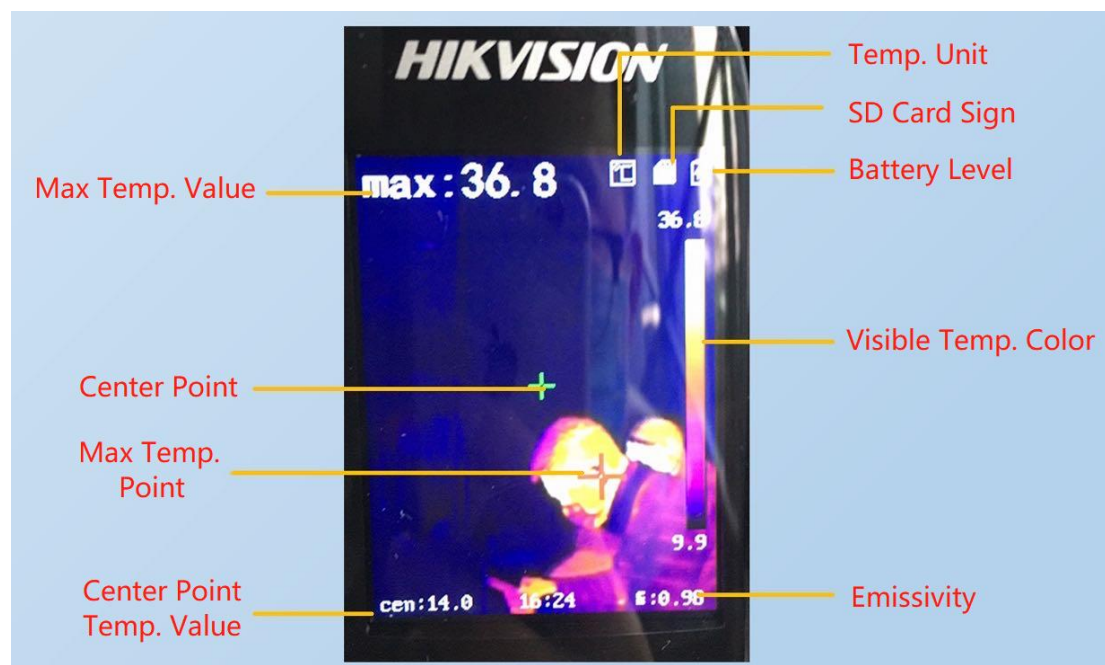 HIKVISION
Temp. Unit
SD Card Sign
Battery Level
Max Temp. Value
max:36.8
℃
36.8
Visible Temp. Color
Center Point
Max Temp.
Point
9.9
Center Point
Temp. Value
cen:14.0 16:24 ε:0.98
Emissivity